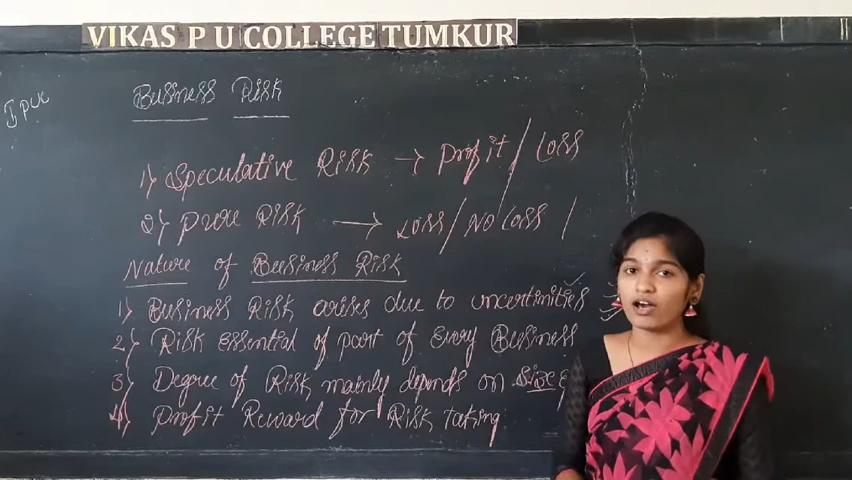 VIKAS P U COLLEGE TUMKUR
I PUC
Business Risk
1) Speculative Risk → Profit / Loss
2) Pure Risk → Loss / No Loss /
Nature of Business Risk
1) Business Risk arises due to uncertinities
2) Risk Essential of part of Every Business
3) Degree of Risk mainly depends on Size
4) Profit Reward for Risk taking